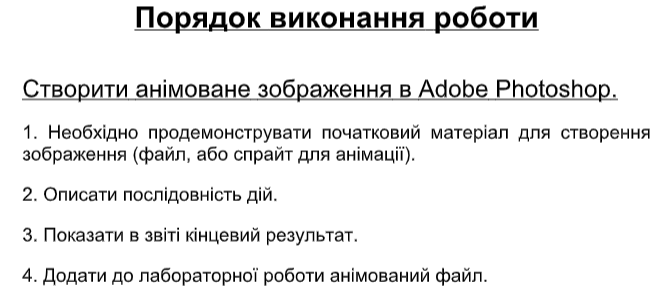 Порядок виконання роботи
Створити анімоване зображення в Adobe Photoshop.
1. Необхідно продемонструвати початковий матеріал для створення
зображення (файл, або спрайт для анімації).
2. Описати послідовність дій.
3. Показати в звіті кінцевий результат.
4. Додати до лабораторної роботи анімований файл.